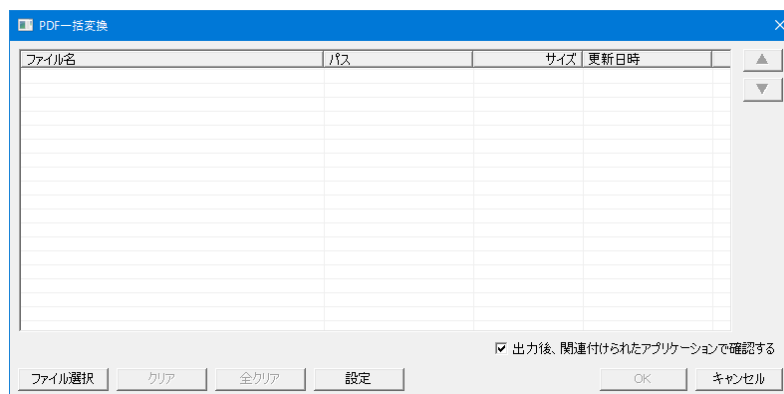 PDF一括変換
ファイル名 パス サイズ 更新日時
出力後、関連付けられたアプリケーションで確認する
ファイル選択 クリア 全クリア 設定 OK キャンセル